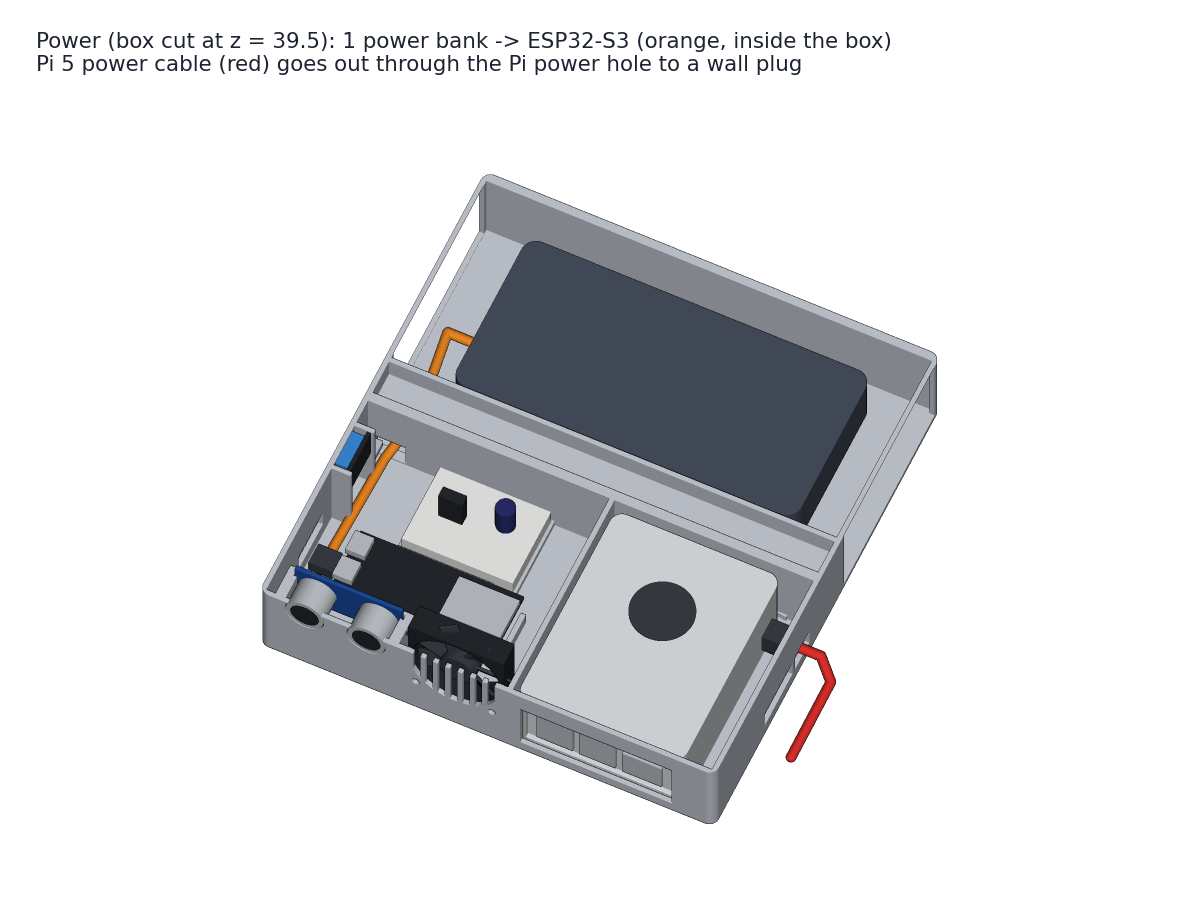 Power (box cut at z = 39.5): 1 power bank -> ESP32-S3 (orange, inside the box)
Pi 5 power cable (red) goes out through the Pi power hole to a wall plug